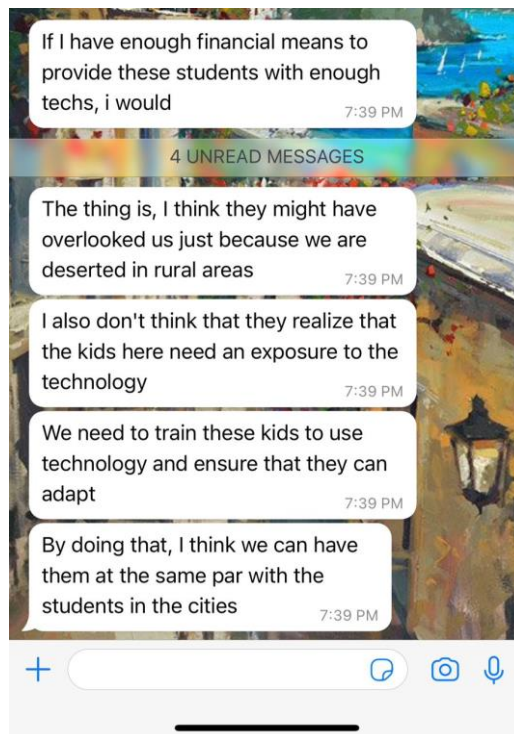 If I have enough financial means to
provide these students with enough
techs, i would
7:39 PM
4 UNREAD MESSAGES
The thing is, I think they might have
overlooked us just because we are
deserted in rural areas
7:39 PM
I also don't think that they realize that
the kids here need an exposure to the
technology
7:39 PM
We need to train these kids to use
technology and ensure that they can
adapt
7:39 PM
By doing that, I think we can have
them at the same par with the
students in the cities
7:39 PM